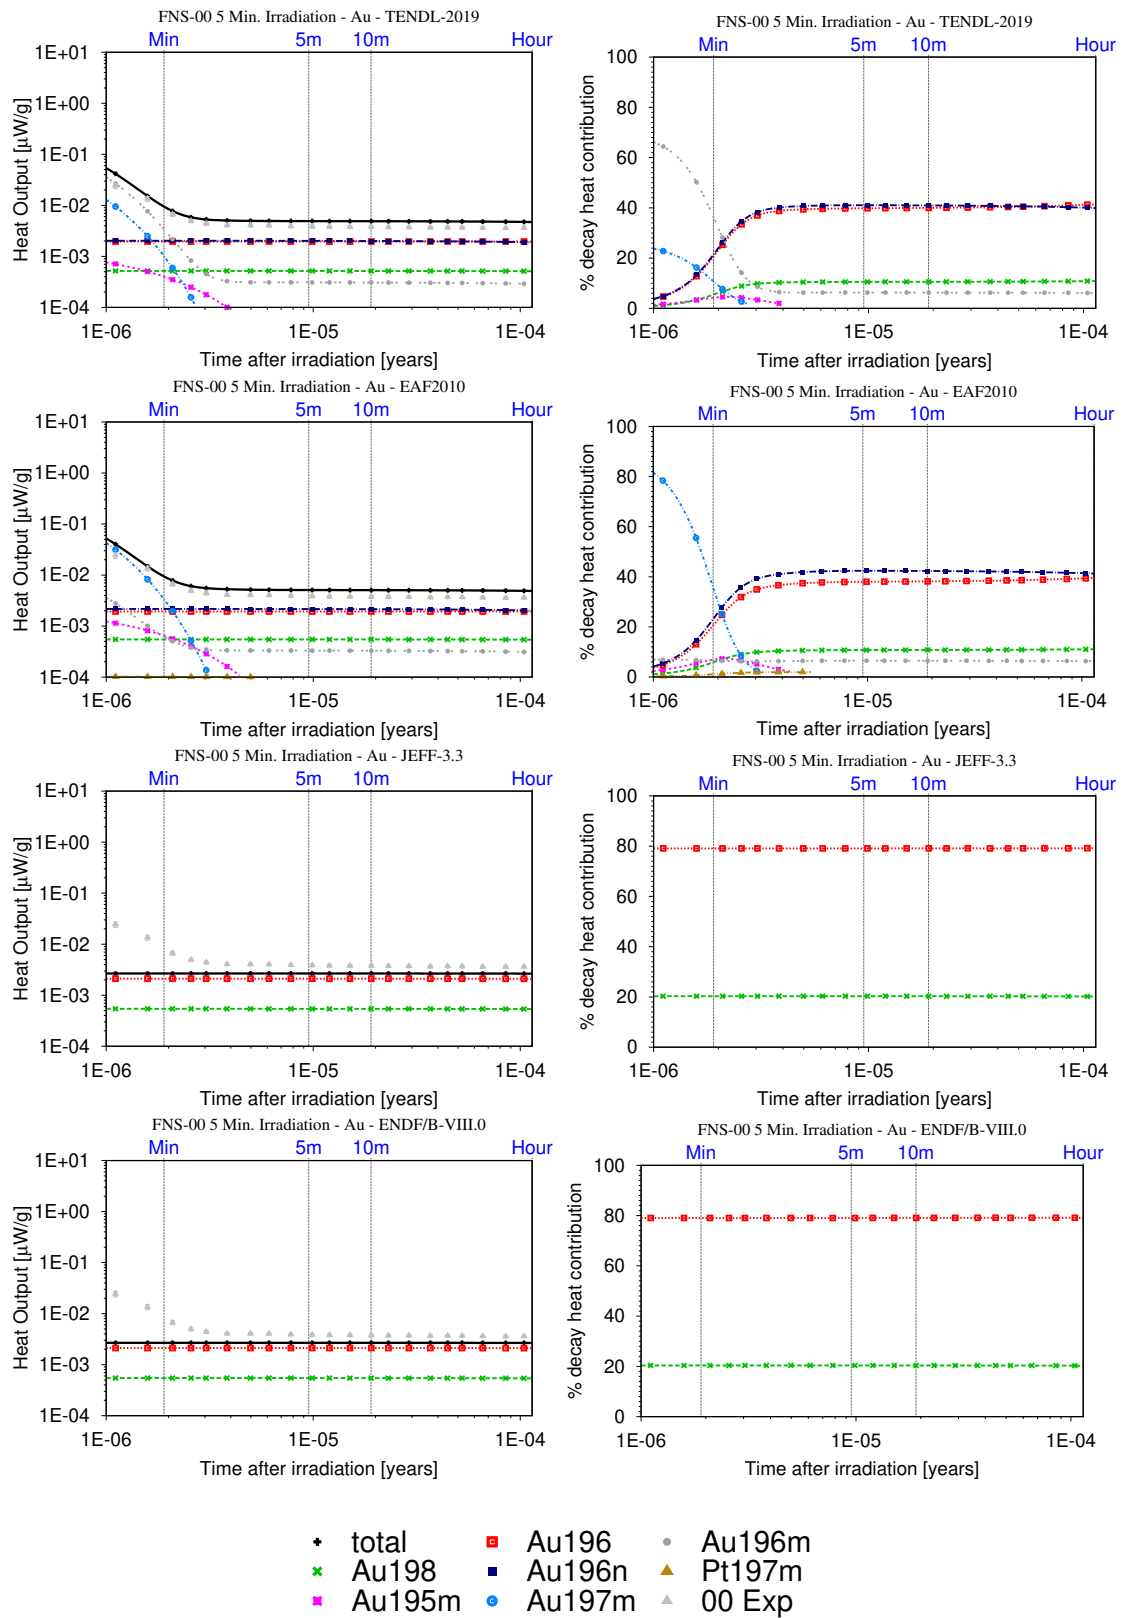 FNS-00 5 Min. Irradiation - Au - TENDL-2019
Min 5m 10m Hour
1E+01
1E+00
1E-01
1E-02
1E-03
1E-04
Heat Output [μW/g]
1E-06 1E-05 1E-04
Time after irradiation [years]
FNS-00 5 Min. Irradiation - Au - TENDL-2019
Min 5m 10m Hour
100
80
60
40
20
0
% decay heat contribution
1E-06 1E-05 1E-04
Time after irradiation [years]
FNS-00 5 Min. Irradiation - Au - EAF2010
Min 5m 10m Hour
1E+01
1E+00
1E-01
1E-02
1E-03
1E-04
Heat Output [μW/g]
1E-06 1E-05 1E-04
Time after irradiation [years]
FNS-00 5 Min. Irradiation - Au - EAF2010
Min 5m 10m Hour
100
80
60
40
20
0
% decay heat contribution
1E-06 1E-05 1E-04
Time after irradiation [years]
FNS-00 5 Min. Irradiation - Au - JEFF-3.3
Min 5m 10m Hour
1E+01
1E+00
1E-01
1E-02
1E-03
1E-04
Heat Output [μW/g]
1E-06 1E-05 1E-04
Time after irradiation [years]
FNS-00 5 Min. Irradiation - Au - JEFF-3.3
Min 5m 10m Hour
100
80
60
40
20
0
% decay heat contribution
1E-06 1E-05 1E-04
Time after irradiation [years]
FNS-00 5 Min. Irradiation - Au - ENDF/B-VIII.0
Min 5m 10m Hour
1E+01
1E+00
1E-01
1E-02
1E-03
1E-04
Heat Output [μW/g]
1E-06 1E-05 1E-04
Time after irradiation [years]
FNS-00 5 Min. Irradiation - Au - ENDF/B-VIII.0
Min 5m 10m Hour
100
80
60
40
20
0
% decay heat contribution
1E-06 1E-05 1E-04
Time after irradiation [years]
total Au196 Au196m
Au198 Au196n Pt197m
Au195m Au197m 00 Exp